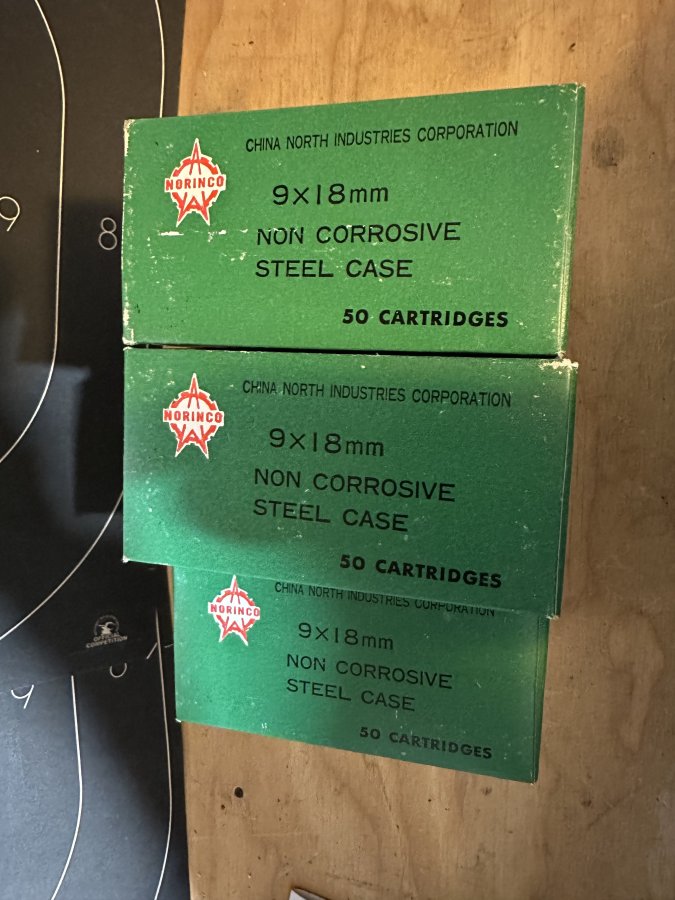 9
8
CHINA NORTH INDUSTRIES CORPORATION
NORINCO
9×18mm
NON CORROSIVE
STEEL CASE
50 CARTRIDGES
CHINA NORTH INDUSTRIES CORPORATION
NORINCO
9×18mm
NON CORROSIVE
STEEL CASE
50 CARTRIDGES
CHINA NORTH INDUSTRIES CORPORATION
NORINCO
9×18mm
NON CORROSIVE
STEEL CASE
50 CARTRIDGES
OFFICIAL
COMPETITION